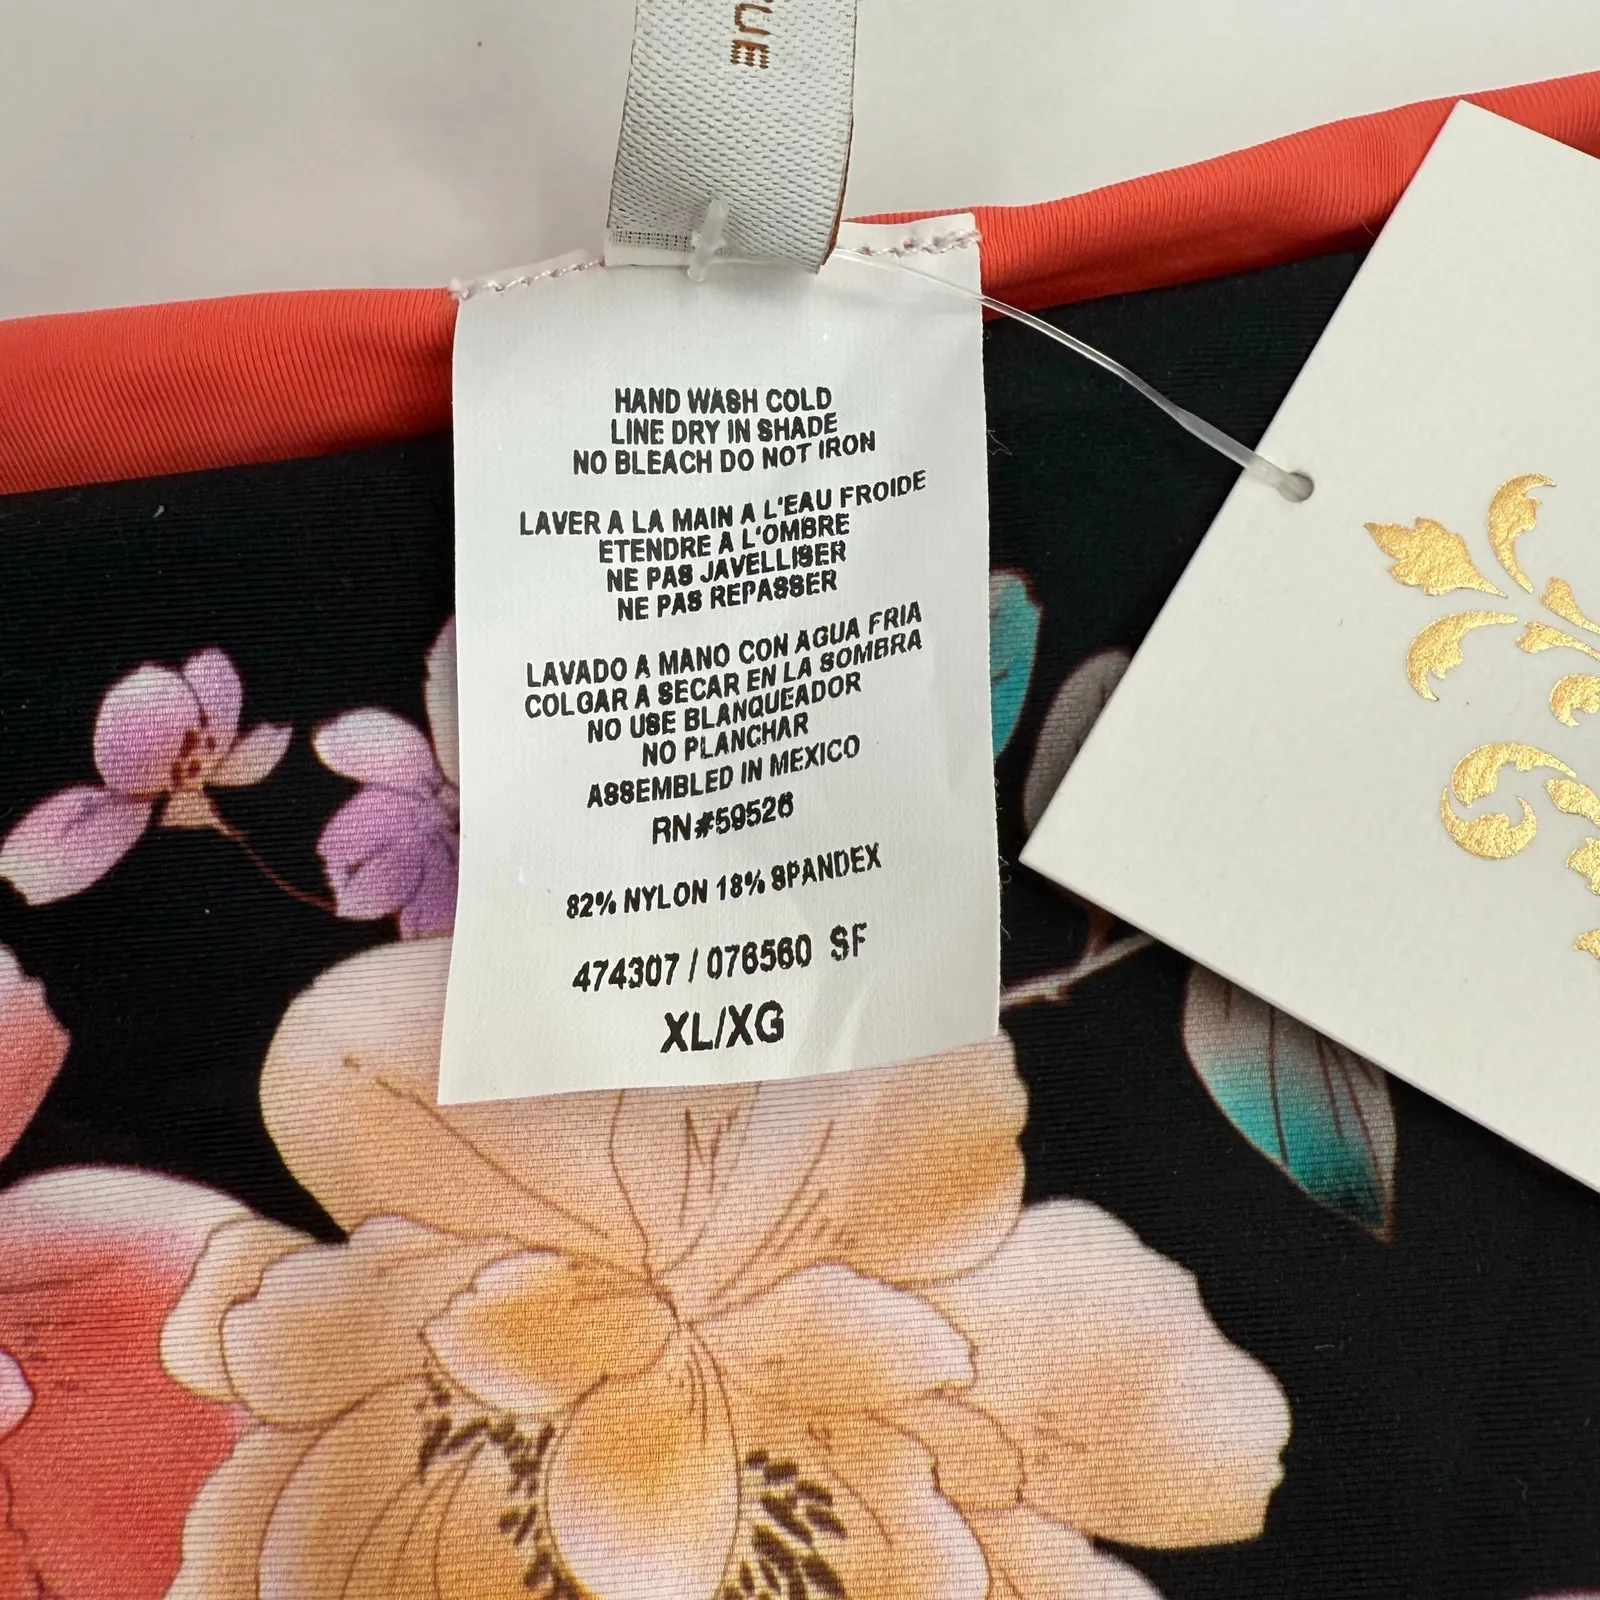 HAND WASH COLD
LINE DRY IN SHADE
NO BLEACH DO NOT IRON
LAVER A LA MAIN A L'EAU FROIDE
ETENDRE A L'OMBRE
NE PAS JAVELLISER
NE PAS REPASSER
LAVADO A MANO CON AGUA FRIA
COLGAR A SECAR EN LA SOMBRA
NO USE BLANQUEADOR
NO PLANCHAR
ASSEMBLED IN MEXICO
RN#59526
82% NYLON 18% SPANDEX
474307 / 076560 SF
XL/XG